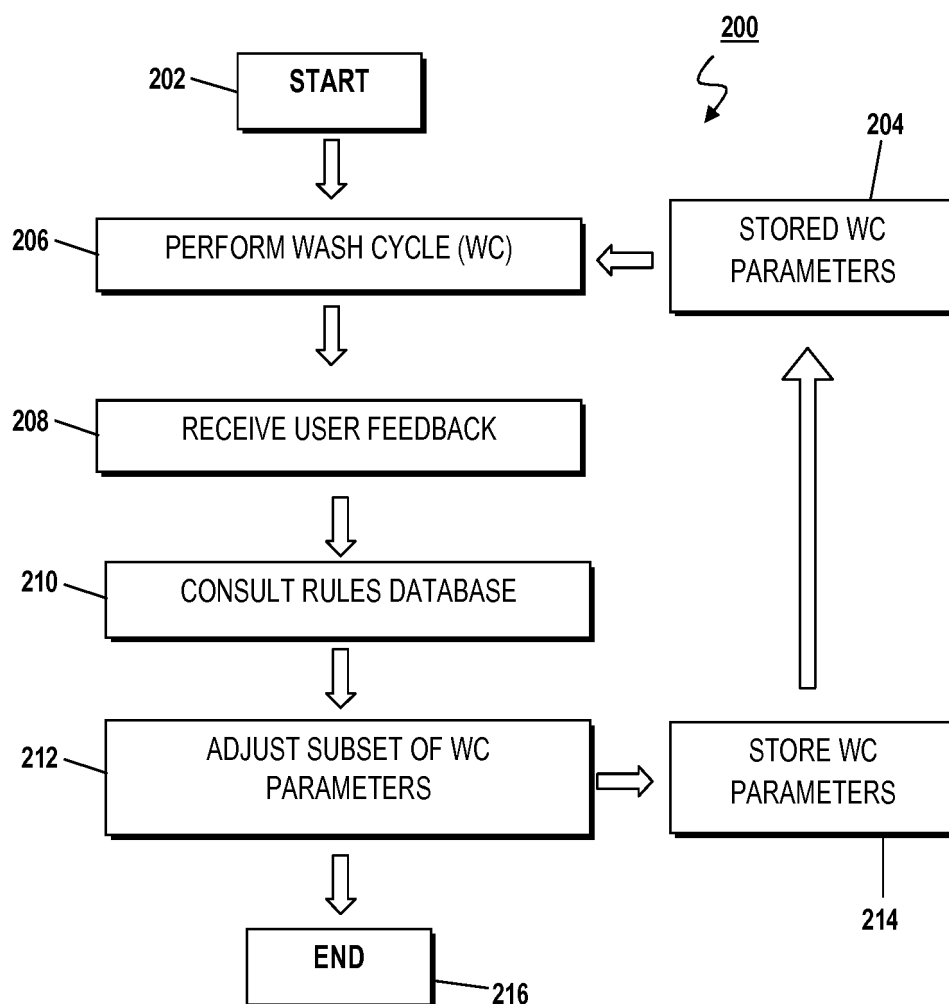 200
202
START
204
206
PERFORM WASH CYCLE (WC)
STORED WC
PARAMETERS
208
RECEIVE USER FEEDBACK
210
CONSULT RULES DATABASE
212
ADJUST SUBSET OF WC
PARAMETERS
STORE WC
PARAMETERS
214
END
216